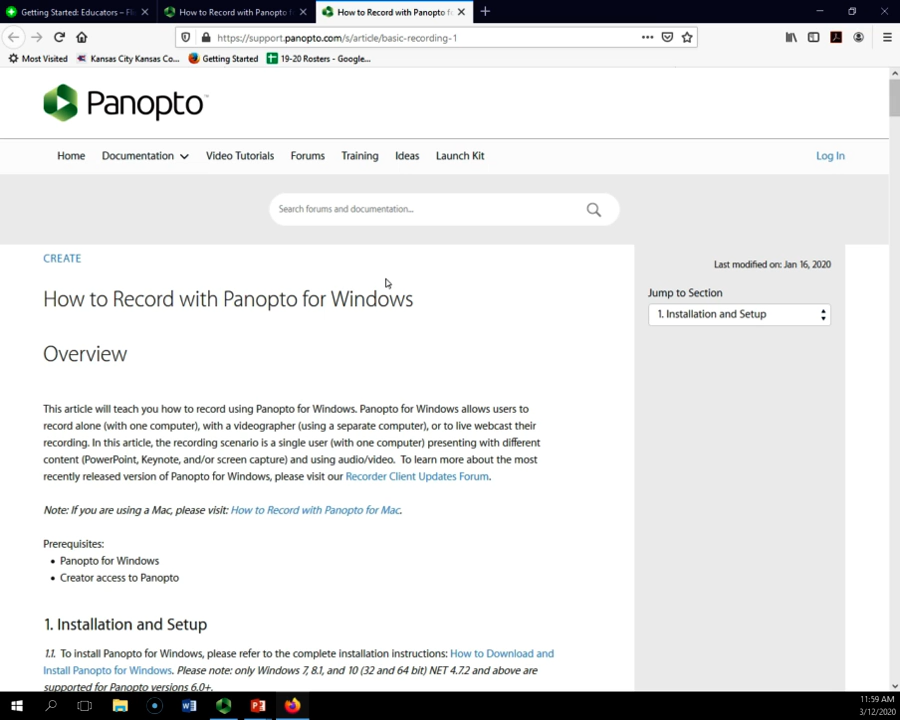 Getting Started: Educators – Fl
How to Record with Panopto fo
How to Record with Panopto fo
https://support.panopto.com/s/article/basic-recording-1
Most Visited
Kansas City Kansas Co...
Getting Started
19-20 Rosters - Google...
Panopto
Home
Documentation
Video Tutorials
Forums
Training
Ideas
Launch Kit
Log In
Search forums and documentation...
CREATE
Last modified on: Jan 16, 2020
Jump to Section
1. Installation and Setup
How to Record with Panopto for Windows
Overview
This article will teach you how to record using Panopto for Windows. Panopto for Windows allows users to
record alone (with one computer), with a videographer (using a separate computer), or to live webcast their
recording. In this article, the recording scenario is a single user (with one computer) presenting with different
content (PowerPoint, Keynote, and/or screen capture) and using audio/video. To learn more about the most
recently released version of Panopto for Windows, please visit our Recorder Client Updates Forum.
Note: If you are using a Mac, please visit: How to Record with Panopto for Mac.
Prerequisites:
• Panopto for Windows
• Creator access to Panopto
1. Installation and Setup
1.1. To install Panopto for Windows, please refer to the complete installation instructions: How to Download and
Install Panopto for Windows. Please note: only Windows 7, 8.1, and 10 (32 and 64 bit) NET 4.7.2 and above are
supported for Panopto versions 6.0+.
11:59 AM
3/12/2020